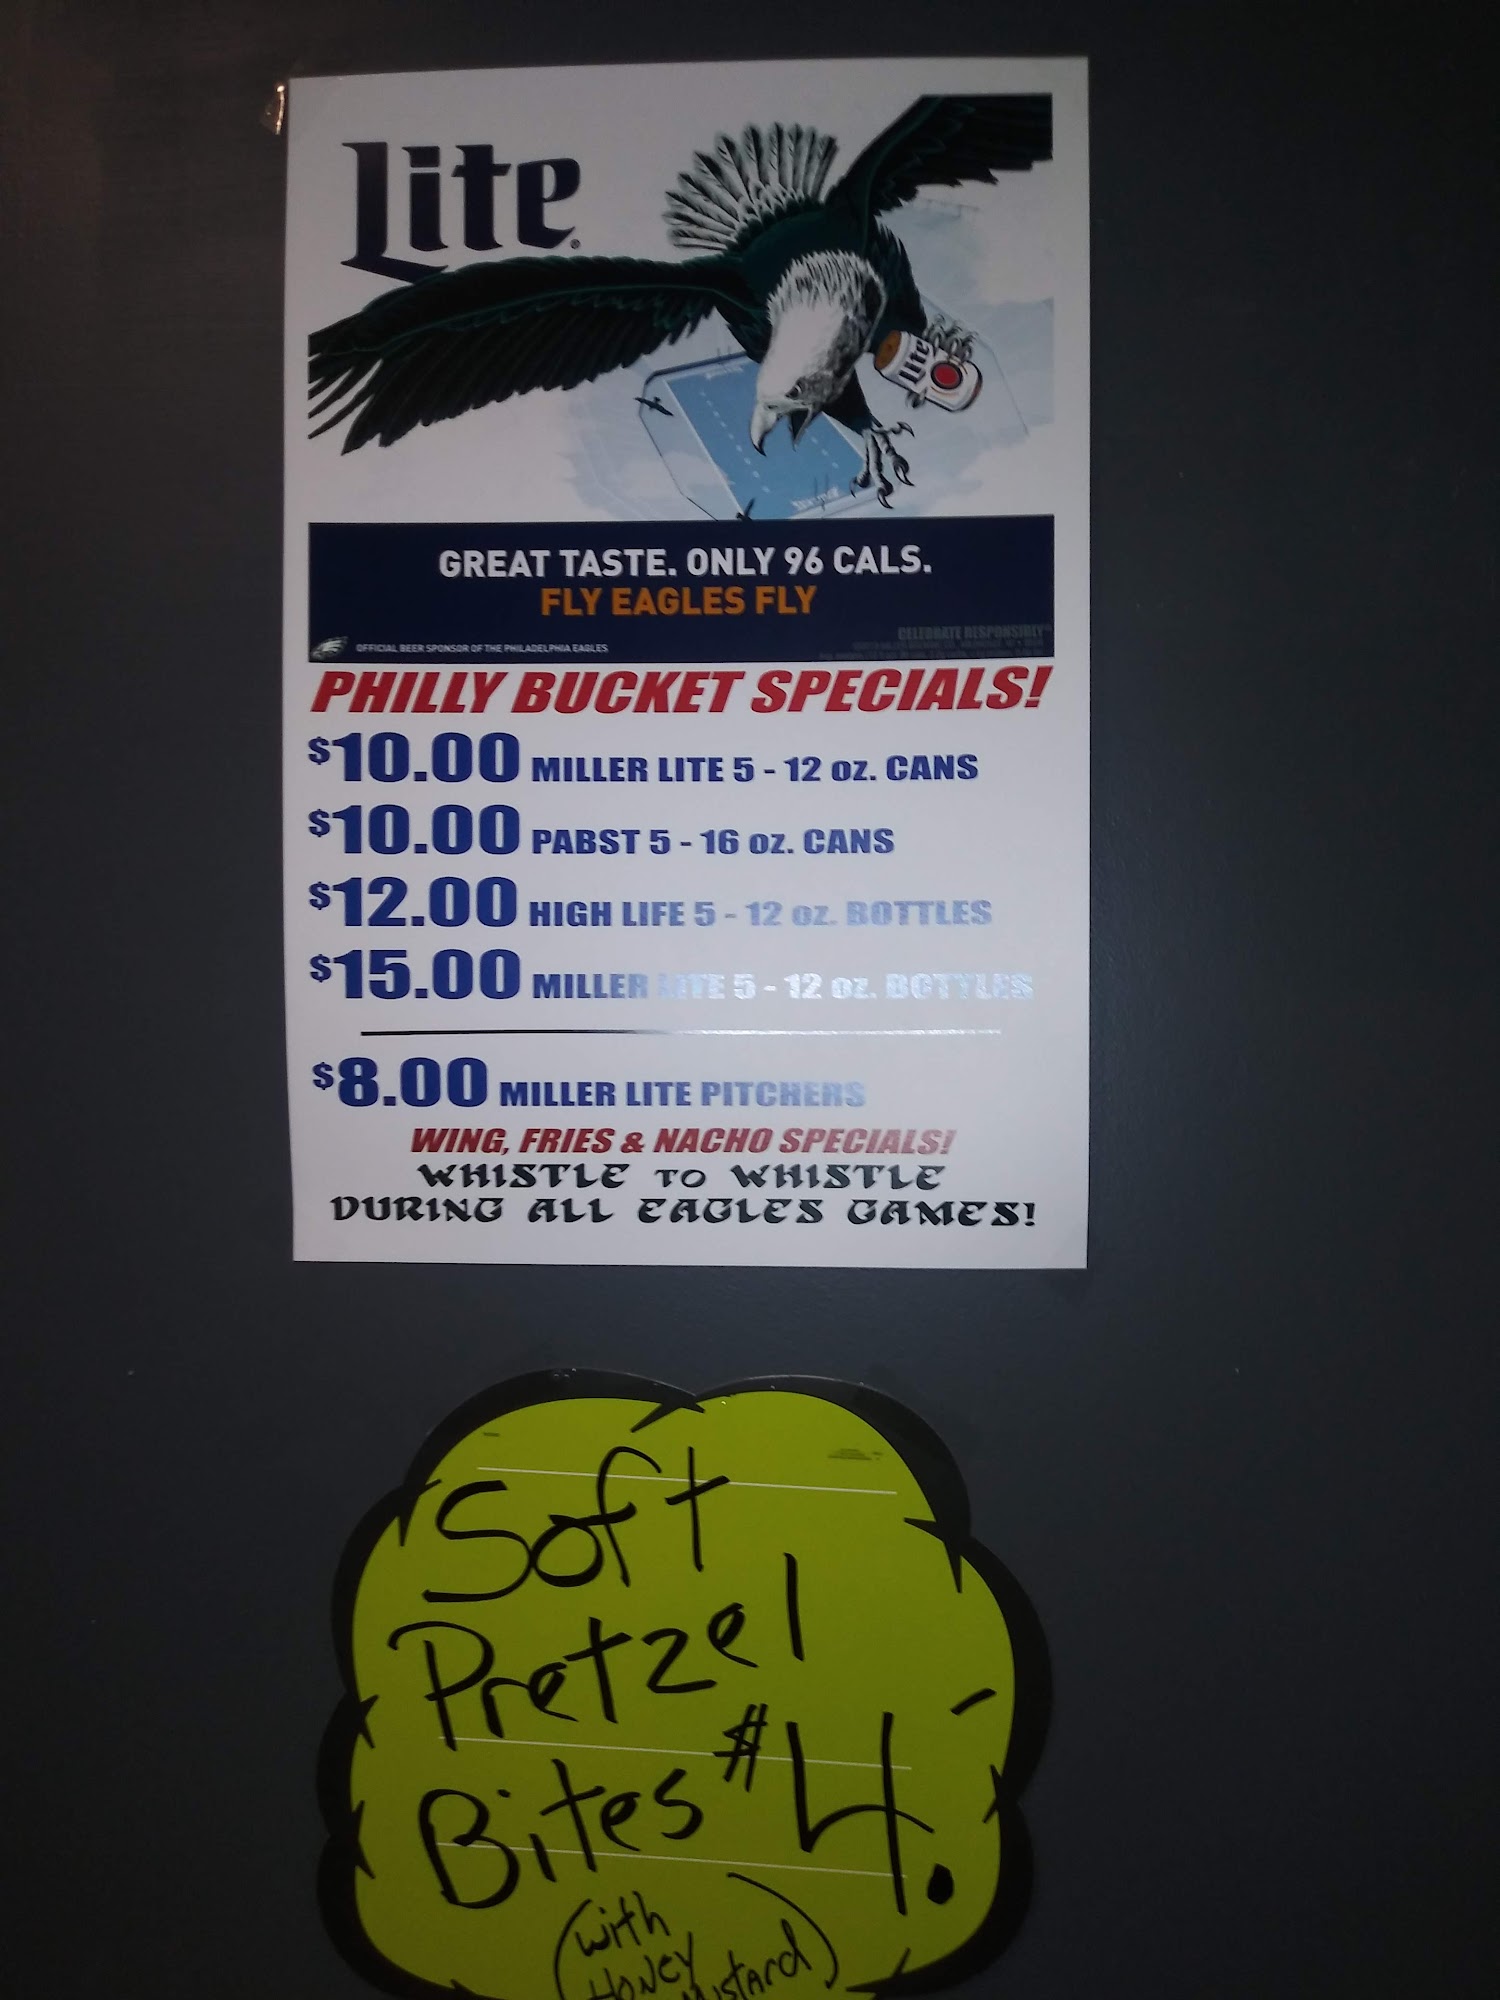 Lite
Lite
GREAT TASTE. ONLY 96 CALS.
FLY EAGLES FLY
CELEBRATE RESPONSIBLY
OFFICIAL BEER SPONSOR OF THE PHILADELPHIA EAGLES
PHILLY BUCKET SPECIALS!
$10.00 MILLER LITE 5 - 12 oz. CANS
$10.00 PABST 5 - 16 oz. CANS
$12.00 HIGH LIFE 5 - 12 oz. BOTTLES
$15.00 MILLER LITE 5 - 12 oz. BOTTLES
$8.00 MILLER LITE PITCHERS
WING, FRIES & NACHO SPECIALS!
WHISTLE TO WHISTLE
DURING ALL EAGLES GAMES!
Soft
Pretzel
Bites $4.-
(with
Honey
Mustard)